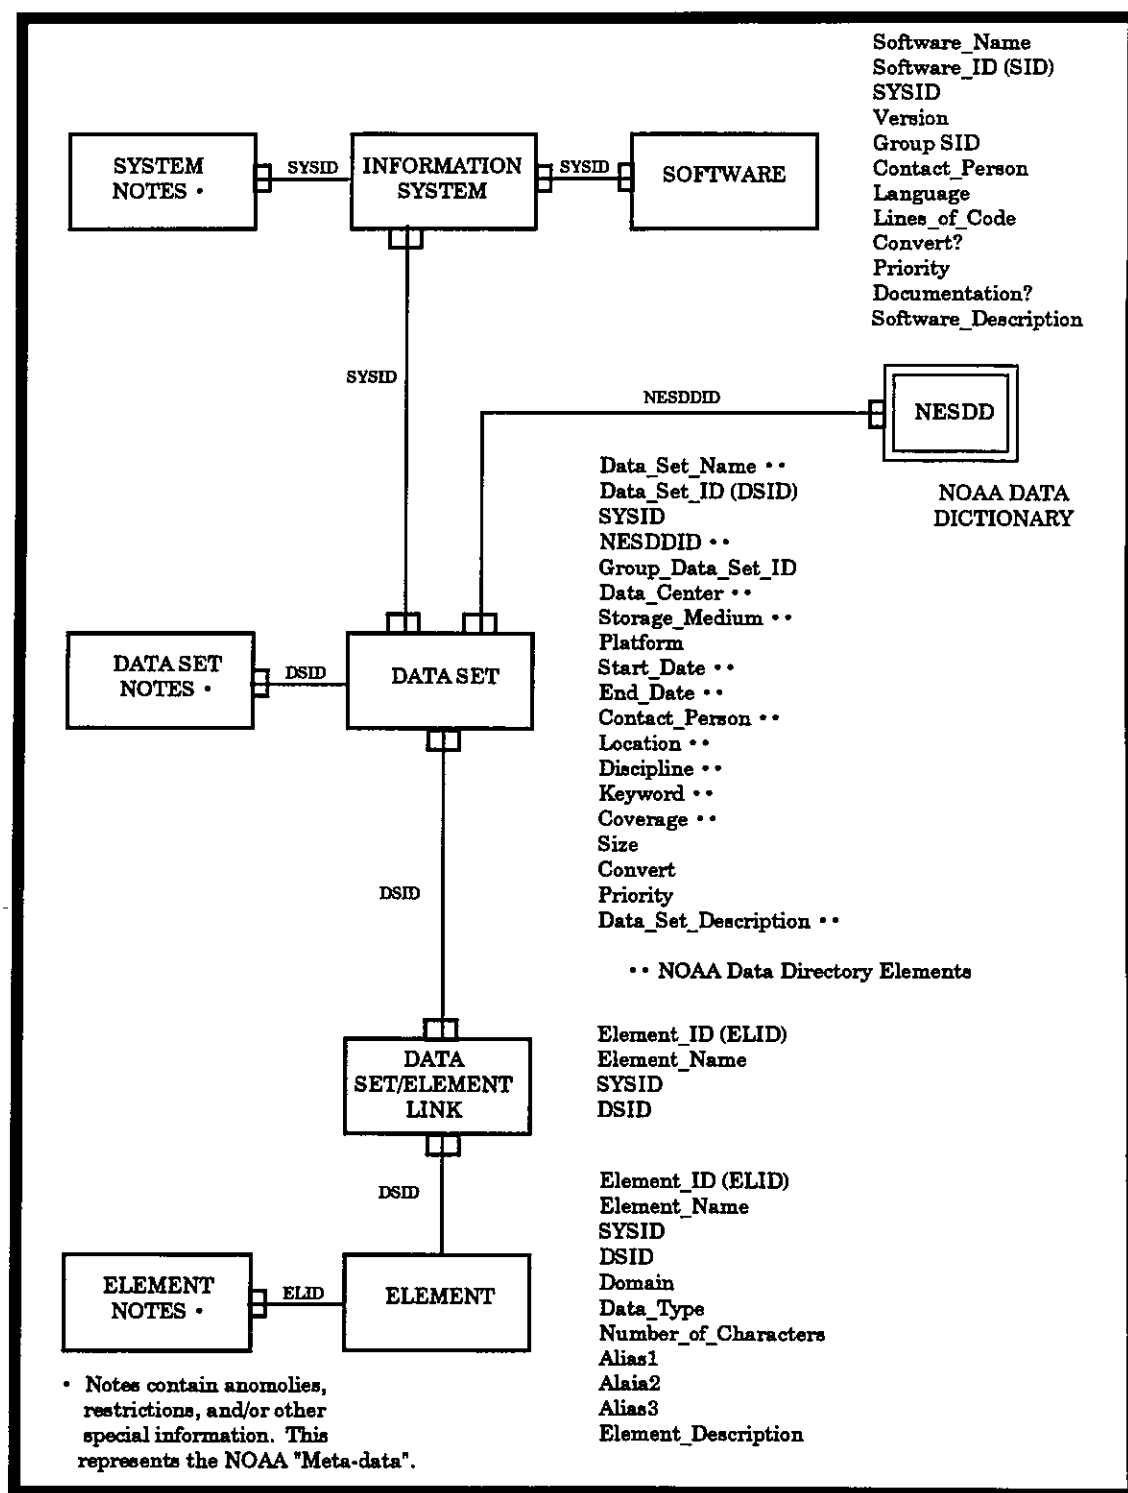 Software_Name
Software_ID (SID)
SYSID
Version
Group SID
Contact_Person
Language
Lines_of_Code
Convert?
Priority
Documentation?
Software_Description
SYSTEM
NOTES •
SYSID
INFORMATION
SYSTEM
SYSID
SOFTWARE
SYSID
NESDDID
NESDD
NOAA DATA
DICTIONARY
Data_Set_Name ••
Data_Set_ID (DSID)
SYSID
NESDDID ••
Group_Data_Set_ID
Data_Center ••
Storage_Medium ••
Platform
Start_Date ••
End_Date ••
Contact_Person ••
Location ••
Discipline ••
Keyword ••
Coverage ••
Size
Convert
Priority
Data_Set_Description ••
•• NOAA Data Directory Elements
DATA SET
NOTES •
DSID
DATA SET
DSID
DATA
SET/ELEMENT
LINK
Element_ID (ELID)
Element_Name
SYSID
DSID
DSID
Element_ID (ELID)
Element_Name
SYSID
DSID
Domain
Data_Type
Number_of_Characters
Alias1
Alaia2
Alias3
Element_Description
ELEMENT
NOTES •
ELID
ELEMENT
• Notes contain anomolies,
restrictions, and/or other
special information. This
represents the NOAA "Meta-data".